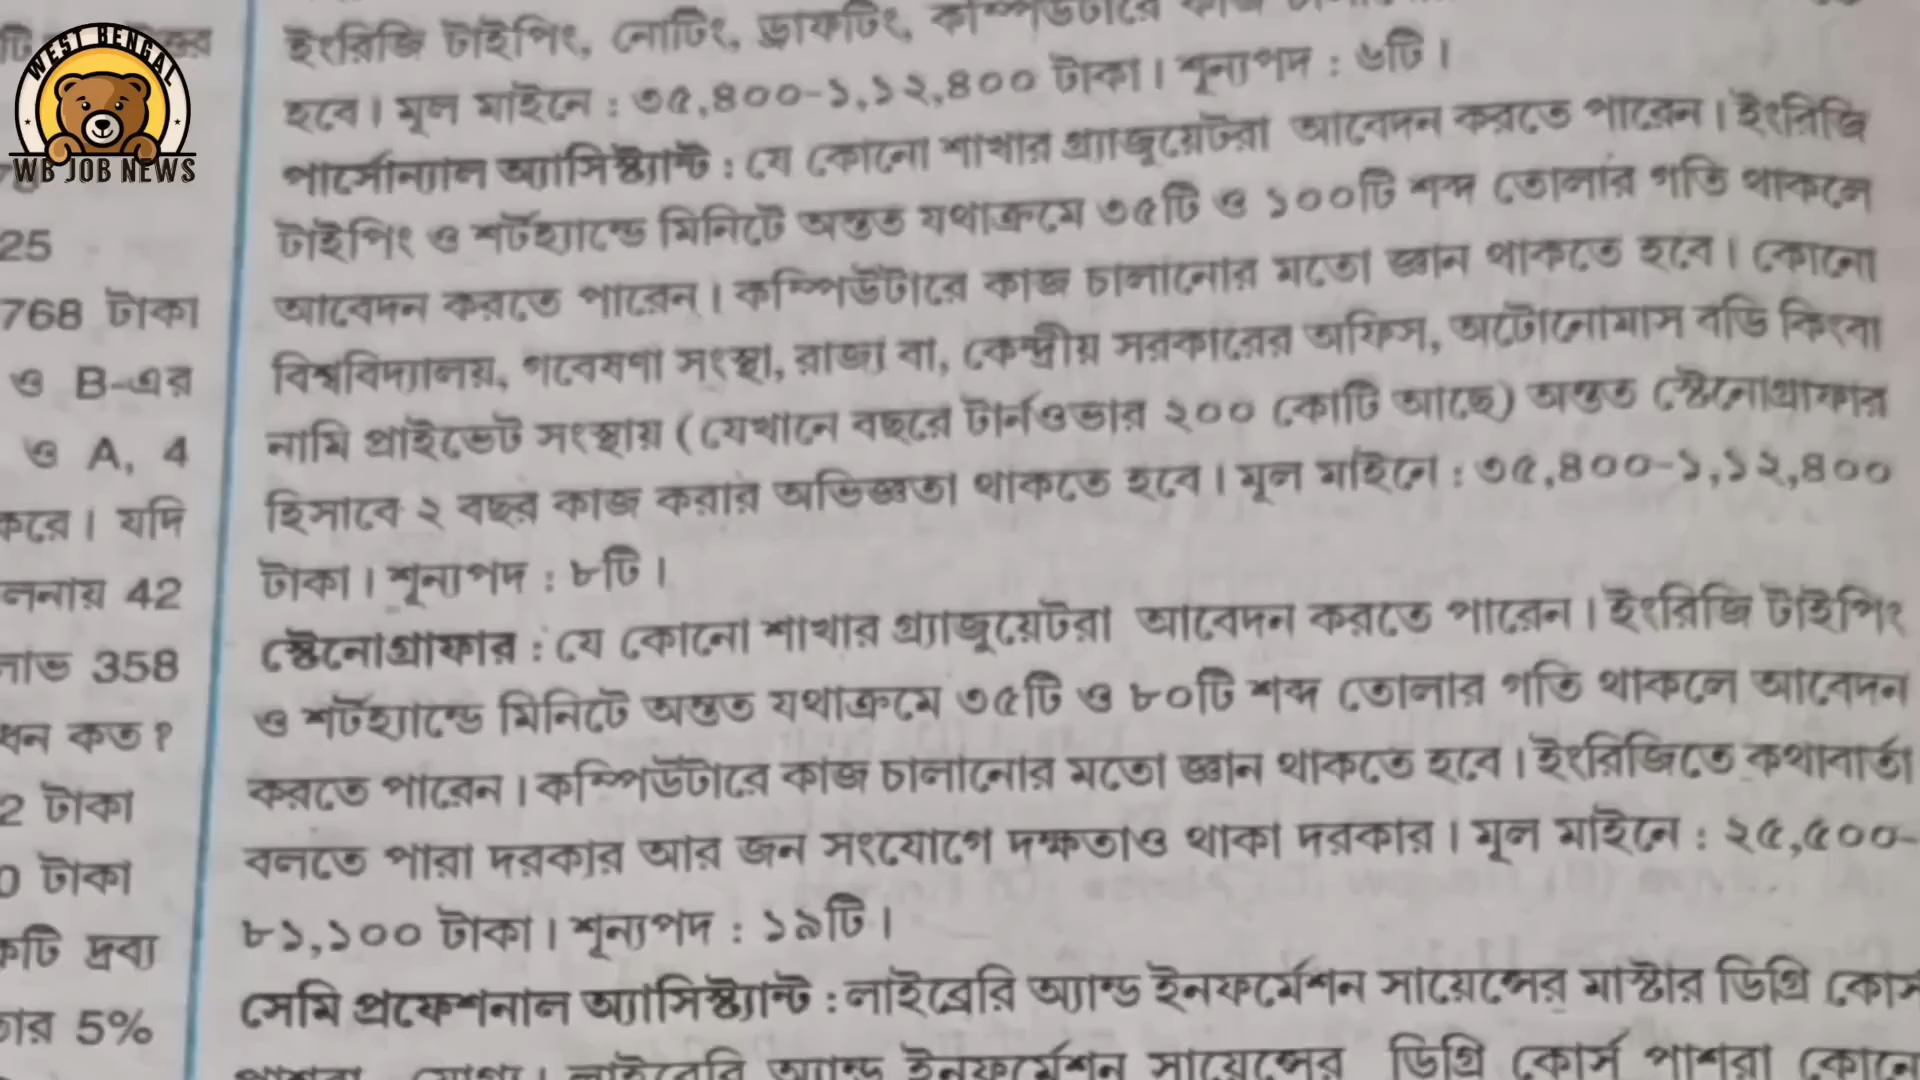 WEST BENGAL
WB JOB NEWS
25
768 টাকা
ও B-এর
ও A, 4
করে। যদি
লনায় 42
লাভ 358
ধন কত?
2 টাকা
0 টাকা
কটি দ্রব্য
তার 5%
ইংরিজি টাইপিং, নোটিং, ড্রাফটিং, কম্পিউটারে কাজ
হবে। মূল মাইনে : ৩৫,৪০০-১,১২,৪০০ টাকা। শূন্যপদ : ৬টি।
পার্সোন্যাল অ্যাসিস্ট্যান্ট : যে কোনো শাখার গ্র্যাজুয়েটরা আবেদন করতে পারেন। ইংরিজি
টাইপিং ও শর্টহ্যান্ডে মিনিটে অন্তত যথাক্রমে ৩৫টি ও ১০০টি শব্দ তোলার গতি থাকলে
আবেদন করতে পারেন। কম্পিউটারে কাজ চালানোর মতো জ্ঞান থাকতে হবে। কোনো
বিশ্ববিদ্যালয়, গবেষণা সংস্থা, রাজ্য বা, কেন্দ্রীয় সরকারের অফিস, অটোনোমাস বডি কিংবা
নামি প্রাইভেট সংস্থায় (যেখানে বছরে টার্নওভার ২০০ কোটি আছে) অন্তত স্টেনোগ্রাফার
হিসাবে ২ বছর কাজ করার অভিজ্ঞতা থাকতে হবে। মূল মাইনে : ৩৫,৪০০-১,১২,৪০০
টাকা। শূন্যপদ : ৮টি।
স্টেনোগ্রাফার : যে কোনো শাখার গ্র্যাজুয়েটরা আবেদন করতে পারেন। ইংরিজি টাইপিং
ও শর্টহ্যান্ডে মিনিটে অন্তত যথাক্রমে ৩৫টি ও ৮০টি শব্দ তোলার গতি থাকলে আবেদন
করতে পারেন। কম্পিউটারে কাজ চালানোর মতো জ্ঞান থাকতে হবে। ইংরিজিতে কথাবার্তা
বলতে পারা দরকার আর জন সংযোগে দক্ষতাও থাকা দরকার। মূল মাইনে : ২৫,৫০০-
৮১,১০০ টাকা। শূন্যপদ : ১৯টি।
সেমি প্রফেশনাল অ্যাসিস্ট্যান্ট : লাইব্রেরি অ্যান্ড ইনফর্মেশন সায়েন্সের মাস্টার ডিগ্রি কোর্স
লাইব্রেরি অ্যান্ড ইনফর্মেশন সায়েন্সের ডিগ্রি কোর্স পাশরা কোনো